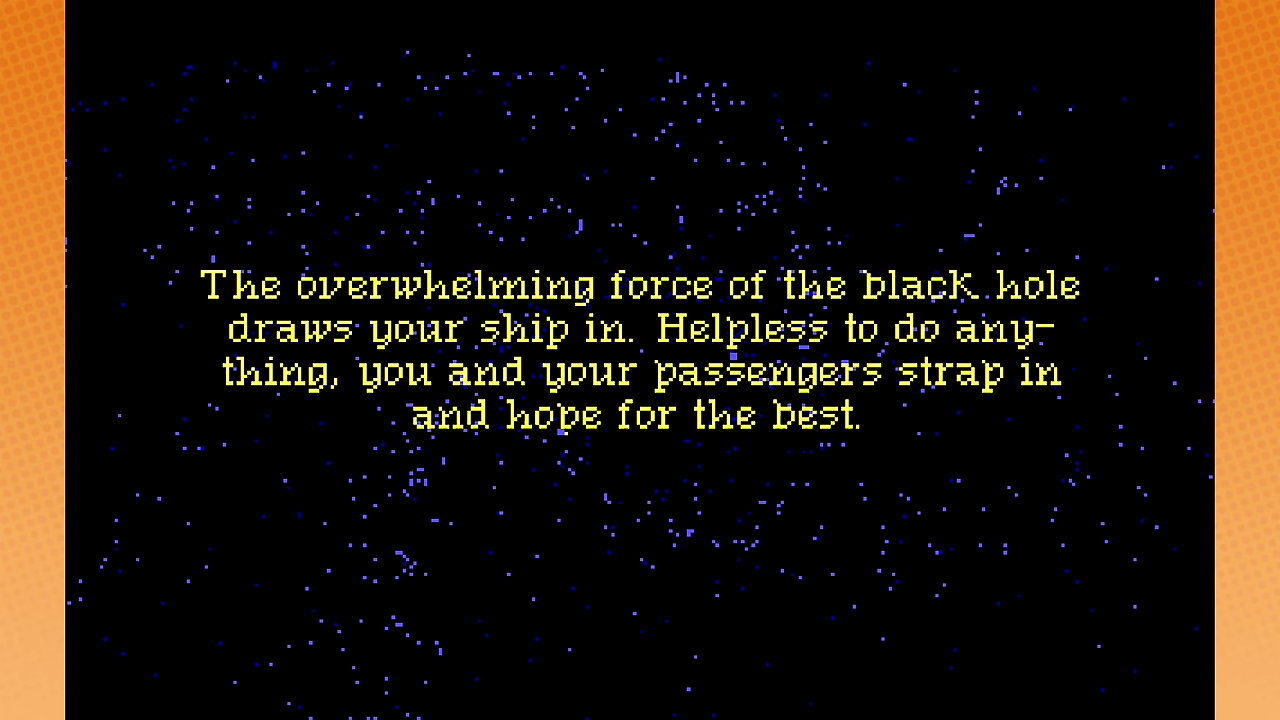 The overwhelming force of the black hole
draws your ship in. Helpless to do any-
thing, you and your passengers strap in
and hope for the best.